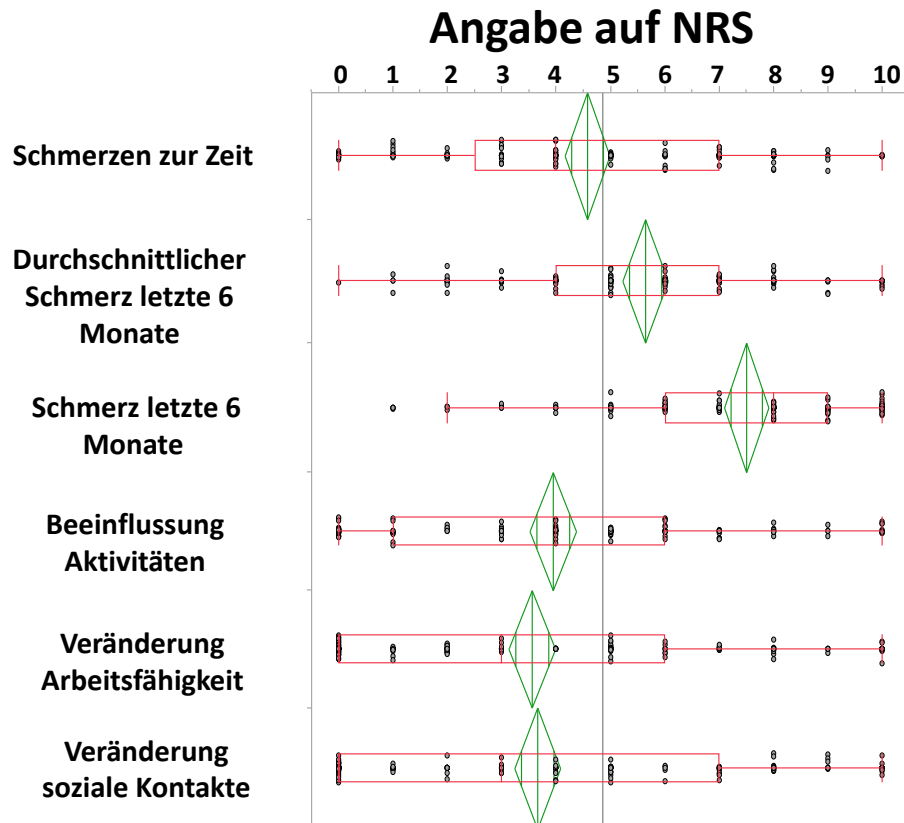 Angabe auf NRS
0 1 2 3 4 5 6 7 8 9 10
Schmerzen zur Zeit
Durchschnittlicher
Schmerz letzte 6
Monate
Schmerz letzte 6
Monate
Beeinflussung
Aktivitäten
Veränderung
Arbeitsfähigkeit
Veränderung
soziale Kontakte